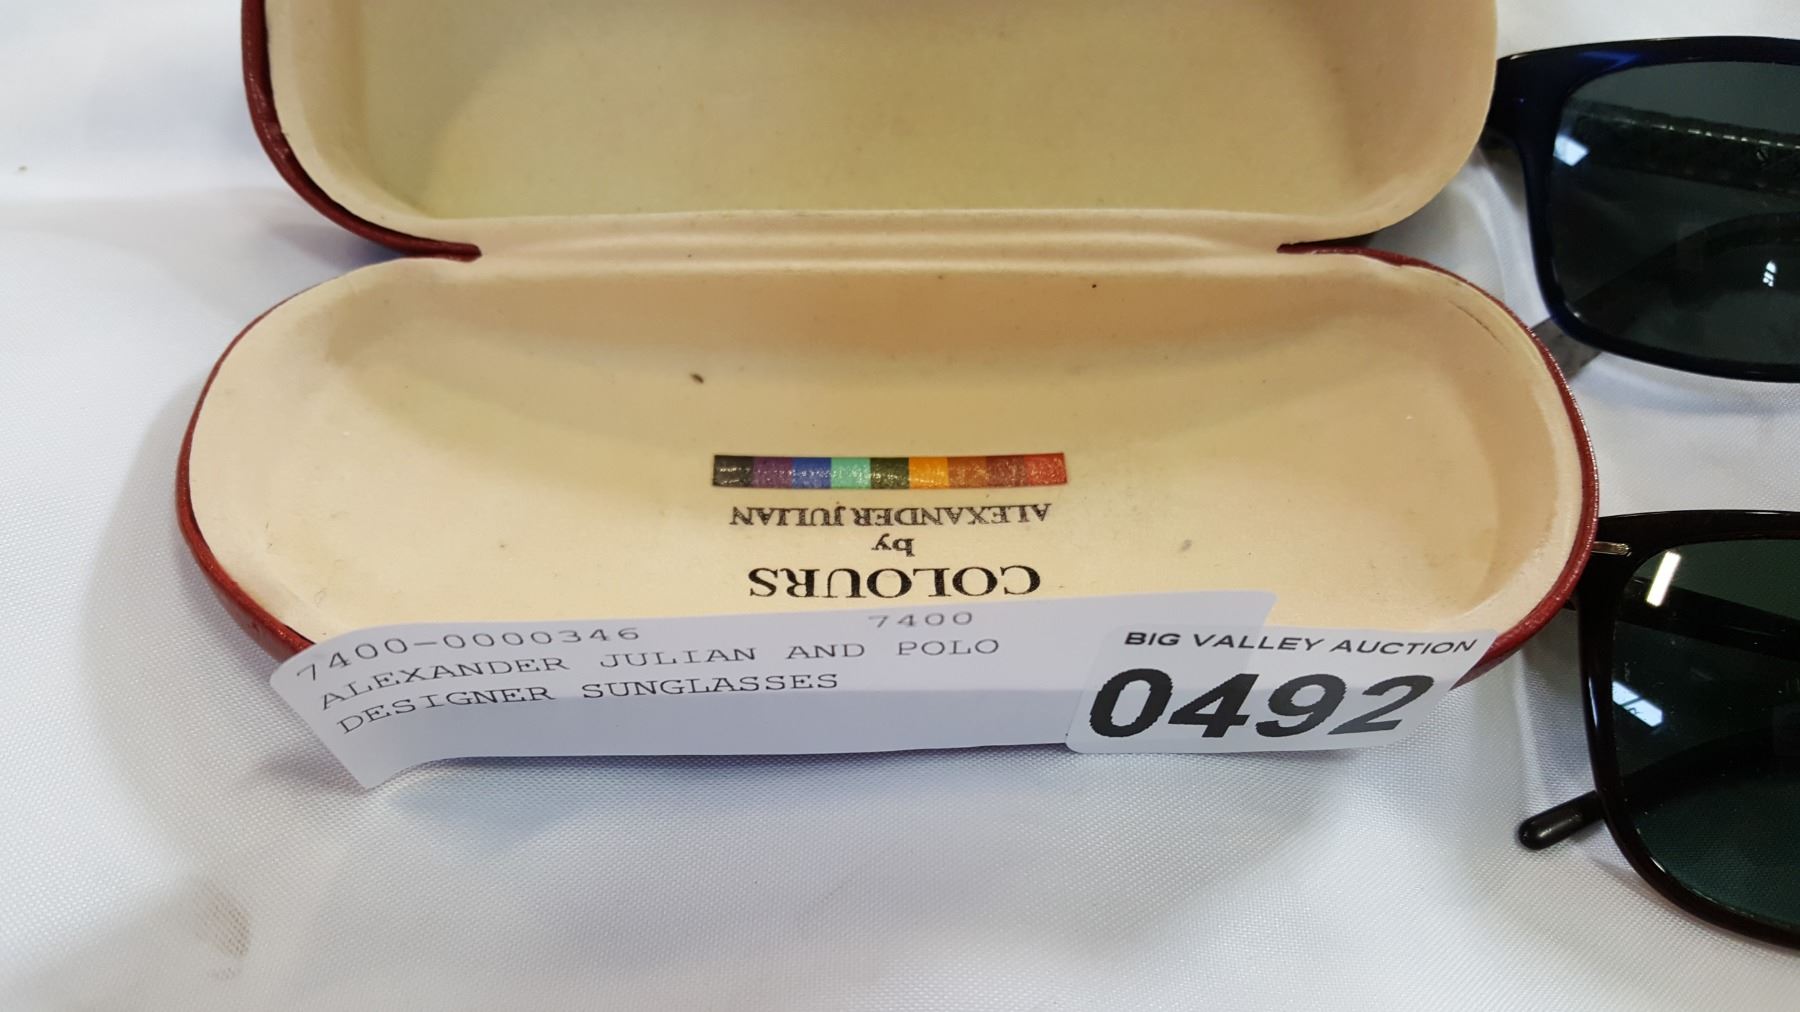 COLOURS
by
ALEXANDER JULIAN
7400-0000346 7400
ALEXANDER JULIAN AND POLO
DESIGNER SUNGLASSES
BIG VALLEY AUCTION
0492